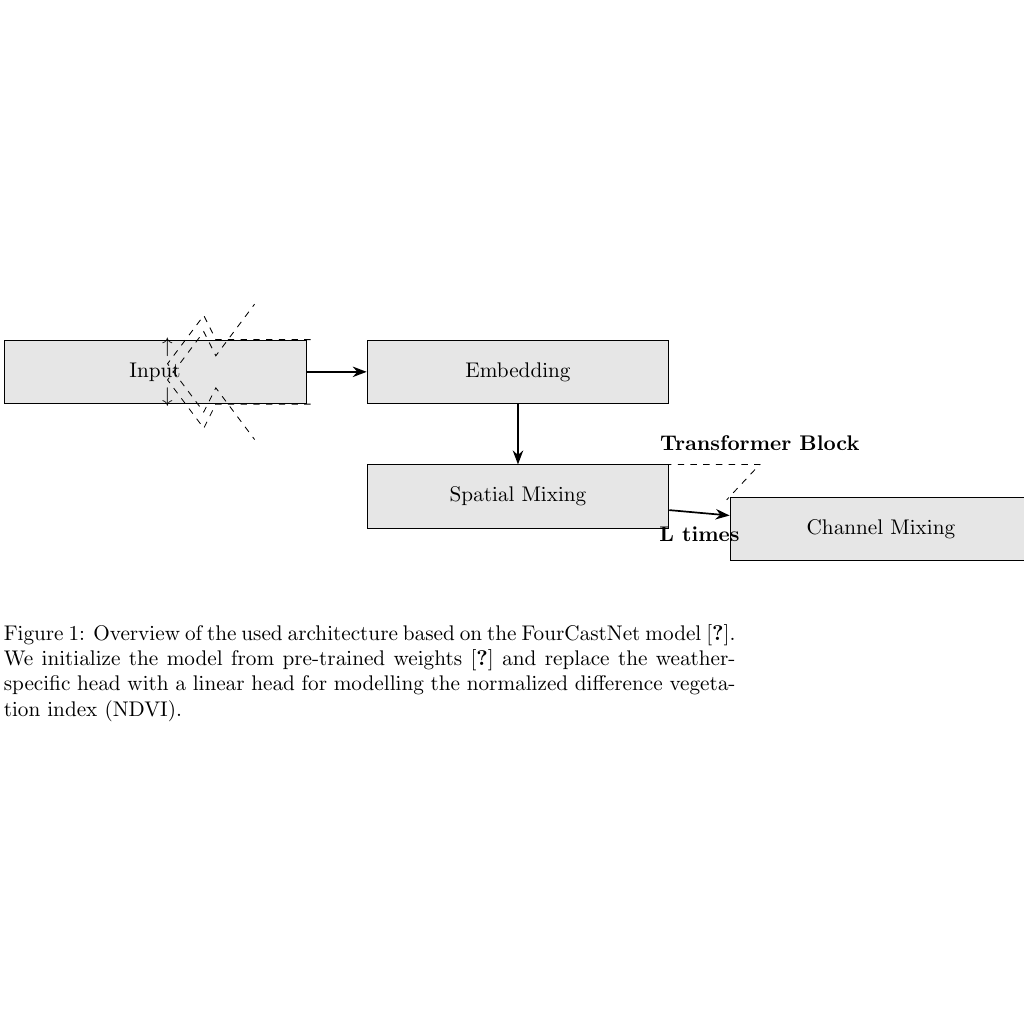 Input
Embedding
Transformer Block
Spatial Mixing
Channel Mixing
L times
Figure 1: Overview of the used architecture based on the FourCastNet model [?].
We initialize the model from pre-trained weights [?] and replace the weather-
specific head with a linear head for modelling the normalized difference vegeta-
tion index (NDVI).